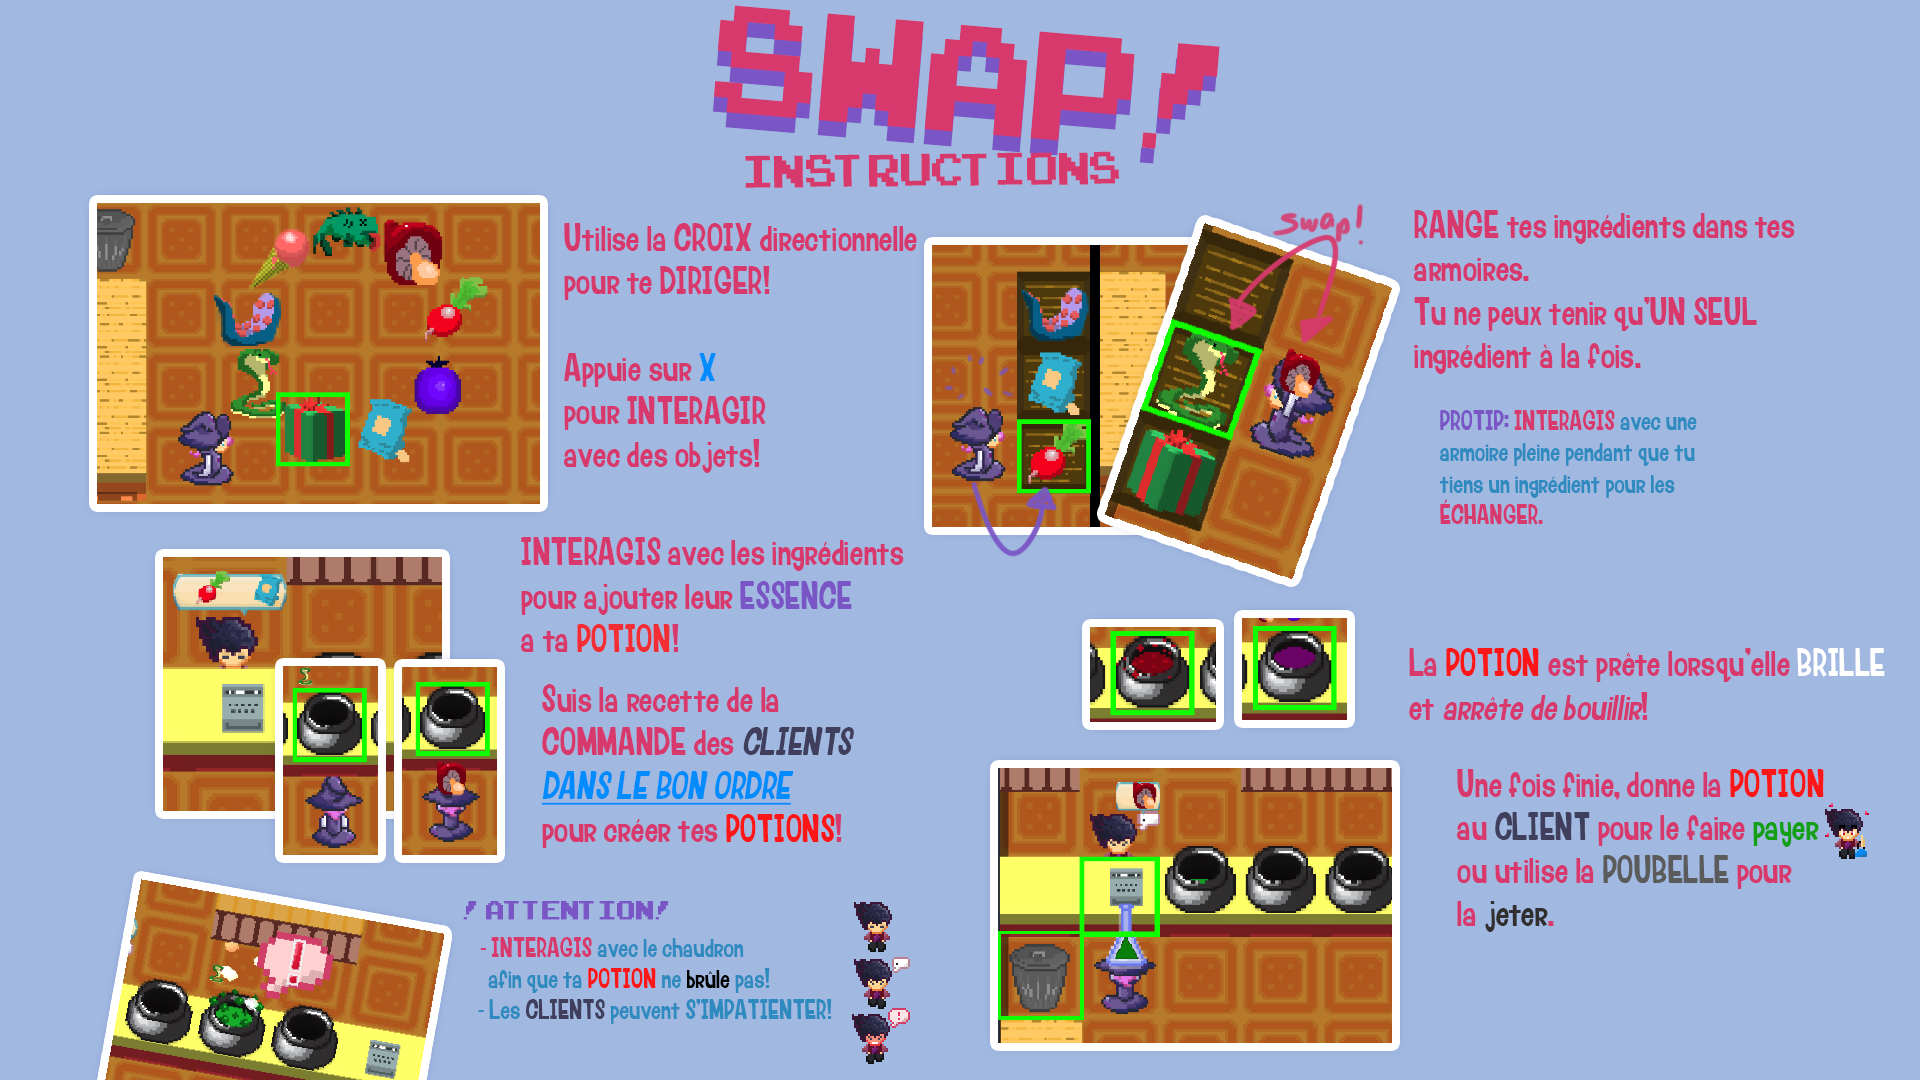 SWAP!
INSTRUCTIONS
Utilise la CROIX directionnelle
pour te DIRIGER!
Appuie sur X
pour INTERAGIR
avec des objets!
swap!
RANGE tes ingrédients dans tes
armoires.
Tu ne peux tenir qu'UN SEUL
ingrédient à la fois.
PROTIP: INTERAGIS avec une
armoire pleine pendant que tu
tiens un ingrédient pour les
ÉCHANGER.
INTERAGIS avec les ingrédients
pour ajouter leur ESSENCE
a ta POTION!
Suis la recette de la
COMMANDE des CLIENTS
DANS LE BON ORDRE
pour créer tes POTIONS!
La POTION est prête lorsqu'elle BRILLE
et arrête de bouillir!
Une fois finie, donne la POTION
au CLIENT pour le faire payer
ou utilise la POUBELLE pour
la jeter.
! ATTENTION!
- INTERAGIS avec le chaudron
afin que ta POTION ne brûle pas!
- Les CLIENTS peuvent S'IMPATIENTER!